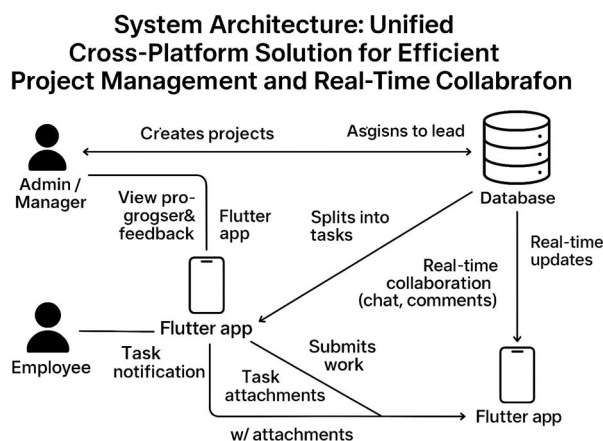 System Architecture: Unified
Cross-Platform Solution for Efficient
Project Management and Real-Time Collabrafon
Creates projects
Asgisns to lead
Admin /
Manager
View pro-
grogser&
feedback
Flutter
app
Splits into
tasks
Database
Real-time
updates
Real-time
collaboration
(chat, comments)
Flutter app
Employee
Task
notification
Submits
work
Task
attachments
Flutter app
w/ attachments